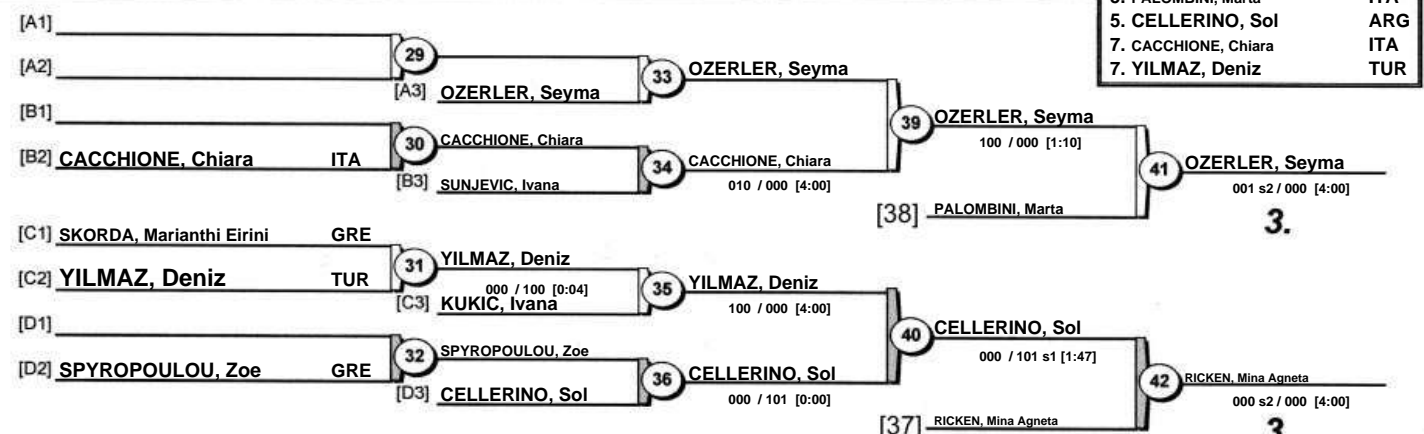 5. PALOMBINI, Marta ITA
5. CELLERINO, Sol ARG
7. CACCHIONE, Chiara ITA
7. YILMAZ, Deniz TUR
[A1]
29
[A2]
[A3] OZERLER, Seyma
33
OZERLER, Seyma
[B1]
39
OZERLER, Seyma
100 / 000 [1:10]
30
CACCHIONE, Chiara
[B2] CACCHIONE, Chiara ITA
34
CACCHIONE, Chiara
010 / 000 [4:00]
[B3] SUNJEVIC, Ivana
41
OZERLER, Seyma
001 s2 / 000 [4:00]
3.
[38] PALOMBINI, Marta
[C1] SKORDA, Marianthi Eirini GRE
31
YILMAZ, Deniz
000 / 100 [0:04]
[C2] YILMAZ, Deniz TUR
[C3] KUKIC, Ivana
35
YILMAZ, Deniz
100 / 000 [4:00]
[D1]
40
CELLERINO, Sol
000 / 101 s1 [1:47]
32
SPYROPOULOU, Zoe
[D2] SPYROPOULOU, Zoe GRE
36
CELLERINO, Sol
000 / 101 [0:00]
[D3] CELLERINO, Sol
42
RICKEN, Mina Agneta
000 s2 / 000 [4:00]
3.
[37] RICKEN, Mina Agneta